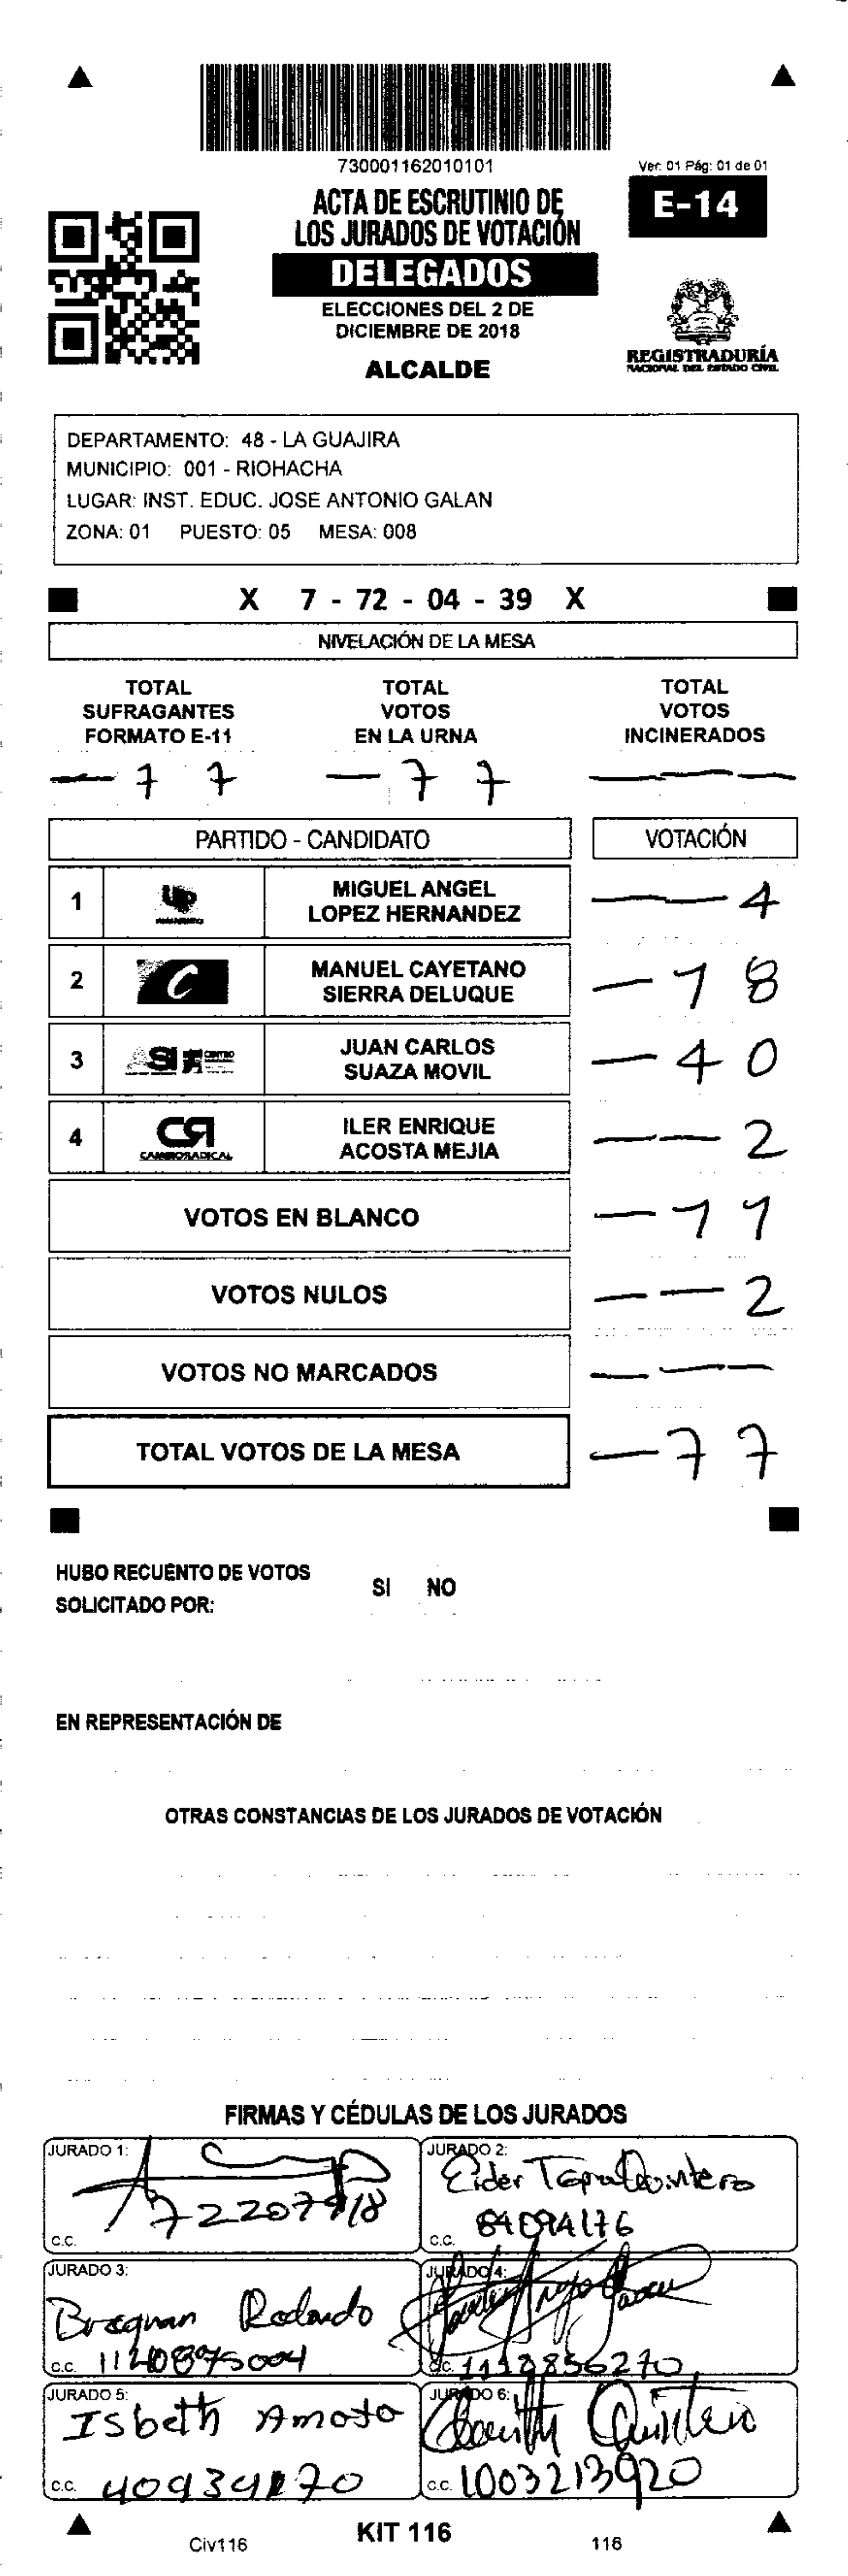 730001162010101
Ver: 01 Pág: 01 de 01
ACTA DE ESCRUTINIO DE
LOS JURADOS DE VOTACIÓN
E-14
DELEGADOS
ELECCIONES DEL 2 DE
DICIEMBRE DE 2018
ALCALDE
REGISTRADURÍA
NACIONAL DEL ESTADO CIVIL
DEPARTAMENTO: 48 - LA GUAJIRA
MUNICIPIO: 001 - RIOHACHA
LUGAR: INST. EDUC. JOSE ANTONIO GALAN
ZONA: 01 PUESTO: 05 MESA: 008
X 7 - 72 - 04 - 39 X
NIVELACIÓN DE LA MESA
TOTAL SUFRAGANTES FORMATO E-11
TOTAL VOTOS EN LA URNA
TOTAL VOTOS INCINERADOS
— 7 7 — 7 7 — — —
PARTIDO - CANDIDATO VOTACIÓN
1 Up MIGUEL ANGEL LOPEZ HERNANDEZ — — 4
2 C MANUEL CAYETANO SIERRA DELUQUE — 1 8
3 ASI CENTRO JUAN CARLOS SUAZA MOVIL — 4 0
4 CR CAMBIO RADICAL ILER ENRIQUE ACOSTA MEJIA — — 2
VOTOS EN BLANCO — 1 1
VOTOS NULOS — — 2
VOTOS NO MARCADOS — — —
TOTAL VOTOS DE LA MESA — 7 7
HUBO RECUENTO DE VOTOS SI NO
SOLICITADO POR:
EN REPRESENTACIÓN DE
OTRAS CONSTANCIAS DE LOS JURADOS DE VOTACIÓN
FIRMAS Y CÉDULAS DE LOS JURADOS
JURADO 1:
c.c. 72207918
JURADO 2:
Eider Tapia Quintero
c.c. 84094176
JURADO 3:
Redondo
c.c. 1120875004
JURADO 4:
c.c. 1118856270
JURADO 5:
Isbeth Amaya
c.c.
JURADO 6:
Quintero
c.c. 1003213920
Civ116
KIT 116
116